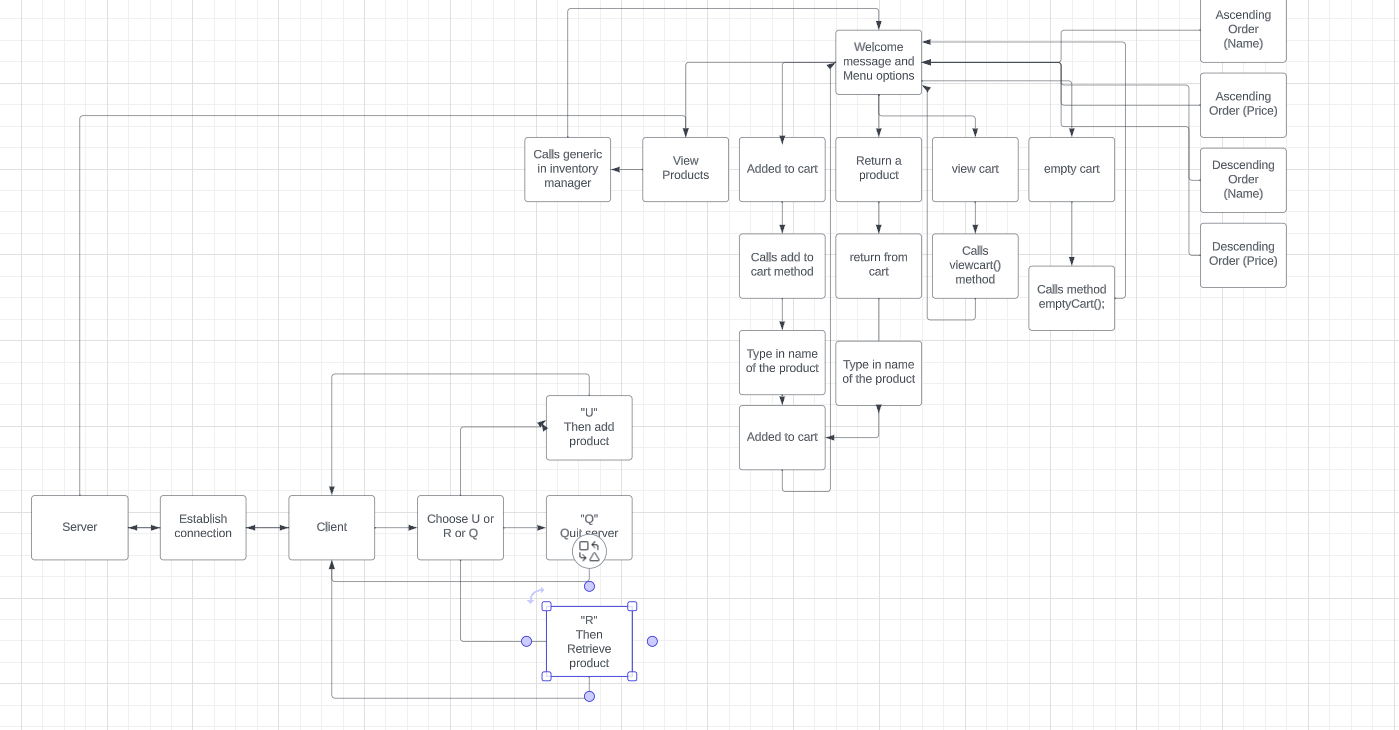 Ascending
Order
(Name)
Welcome
message and
Menu options
Ascending
Order (Price)
Calls generic
in inventory
manager
View
Products
Added to cart
Return a
product
view cart
empty cart
Descending
Order
(Name)
Calls add to
cart method
return from
cart
Calls
viewcart()
method
Calls method
emptyCart();
Descending
Order (Price)
Type in name
of the product
Type in name
of the product
"U"
Then add
product
Added to cart
Server
Establish
connection
Client
Choose U or
R or Q
"Q"
Quit server
"R"
Then
Retrieve
product